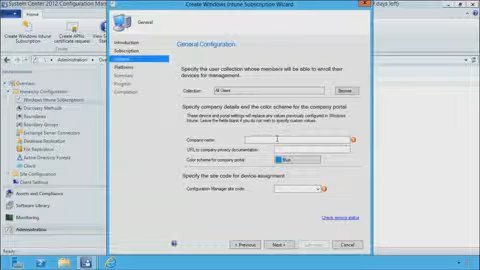 System Center 2012 Configuration Man
Create Windows Intune Subscription Wizard
days left)
Home
Create Windows
Intune Subscription
Create APNs
certificate request
General
Overview
Hierarchy Configuration
Windows Intune Subscriptions
Discovery Methods
Boundaries
Boundary Groups
Exchange Server Connectors
Database Replication
File Replication
Active Directory Forests
Client Settings
Site Configuration
Assets and Compliance
Software Library
Monitoring
Administration
Introduction
Subscription
General
Platforms
Summary
Progress
Completion
General Configuration
Specify the user collection whose members will be able to enroll their
devices for management.
Collection:
All Users
Browse
Specify company details and the color scheme for the company portal
These device and portal settings will replace any values previously configured in Windows
Intune. Leave the fields blank if you do not wish to specify custom values.
Company name:
URL to company privacy documentation:
Color scheme for company portal:
Blue
Specify the site code for device assignment
Configuration Manager site code:
Check service status
< Previous
Next >
Cancel